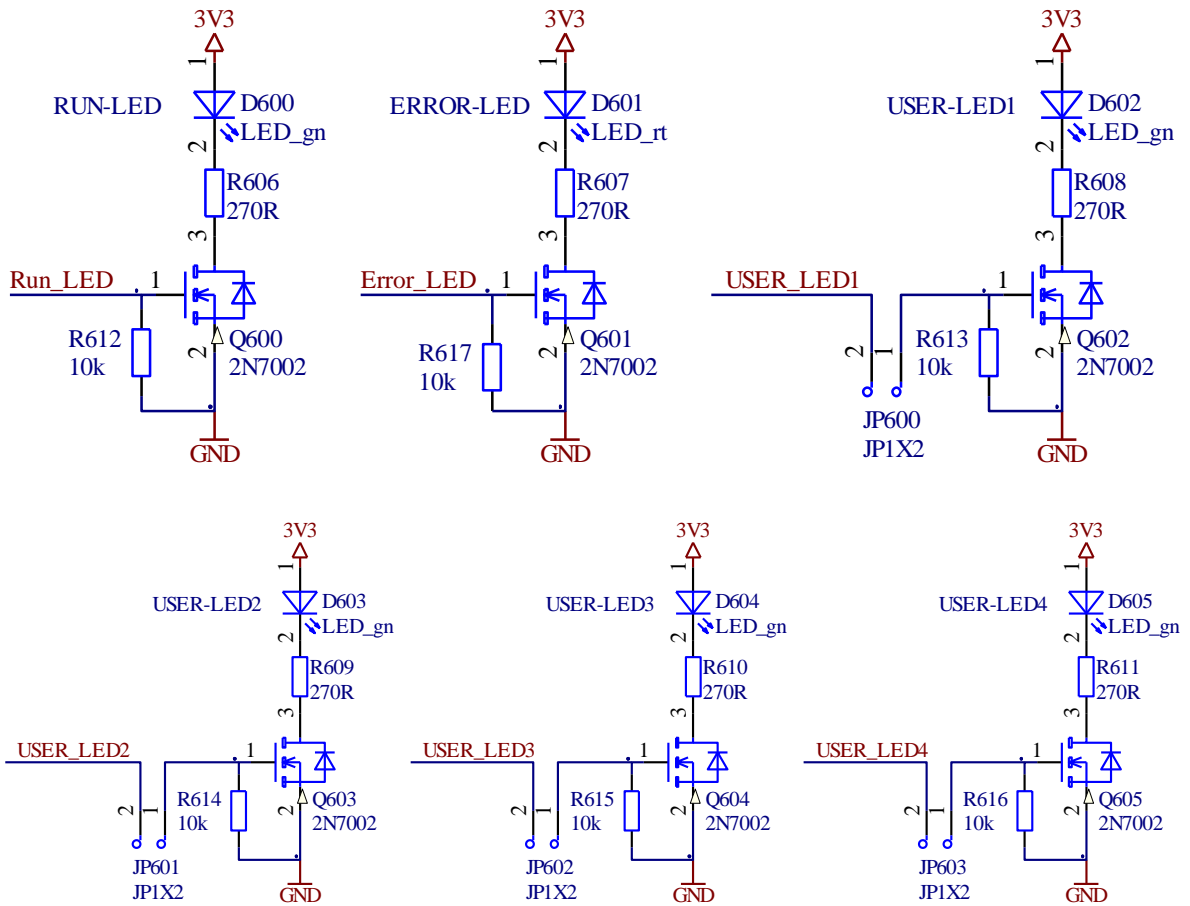 3V3
1
RUN-LED
D600
LED_gn
2
R606
270R
3
Run_LED
1
R612
10k
2
Q600
2N7002
GND
3V3
1
ERROR-LED
D601
LED_rt
2
R607
270R
3
Error_LED
1
R617
10k
2
Q601
2N7002
GND
3V3
1
USER-LED1
D602
LED_gn
2
R608
270R
3
USER_LED1
1
2
1
R613
10k
2
Q602
2N7002
JP600
JP1X2
GND
3V3
1
USER-LED2
D603
LED_gn
2
R609
270R
3
USER_LED2
1
2
1
R614
10k
2
Q603
2N7002
JP601
JP1X2
GND
3V3
1
USER-LED3
D604
LED_gn
2
R610
270R
3
USER_LED3
1
2
1
R615
10k
2
Q604
2N7002
JP602
JP1X2
GND
3V3
1
USER-LED4
D605
LED_gn
2
R611
270R
3
USER_LED4
1
2
1
R616
10k
2
Q605
2N7002
JP603
JP1X2
GND